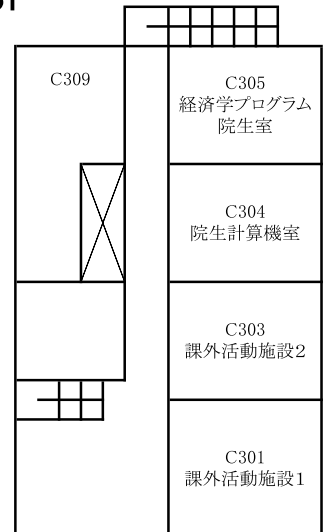 C309
C305
経済学プログラム
院生室
C304
院生計算機室
C303
課外活動施設2
C301
課外活動施設1